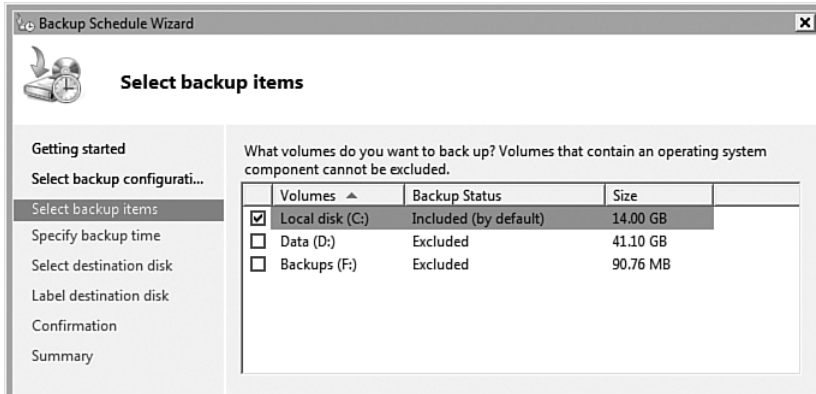 Backup Schedule Wizard
Select backup items
Getting started
Select backup configurati...
Select backup items
Specify backup time
Select destination disk
Label destination disk
Confirmation
Summary
What volumes do you want to back up? Volumes that contain an operating system
component cannot be excluded.
Volumes Backup Status Size
Local disk (C:) Included (by default) 14.00 GB
Data (D:) Excluded 41.10 GB
Backups (F:) Excluded 90.76 MB